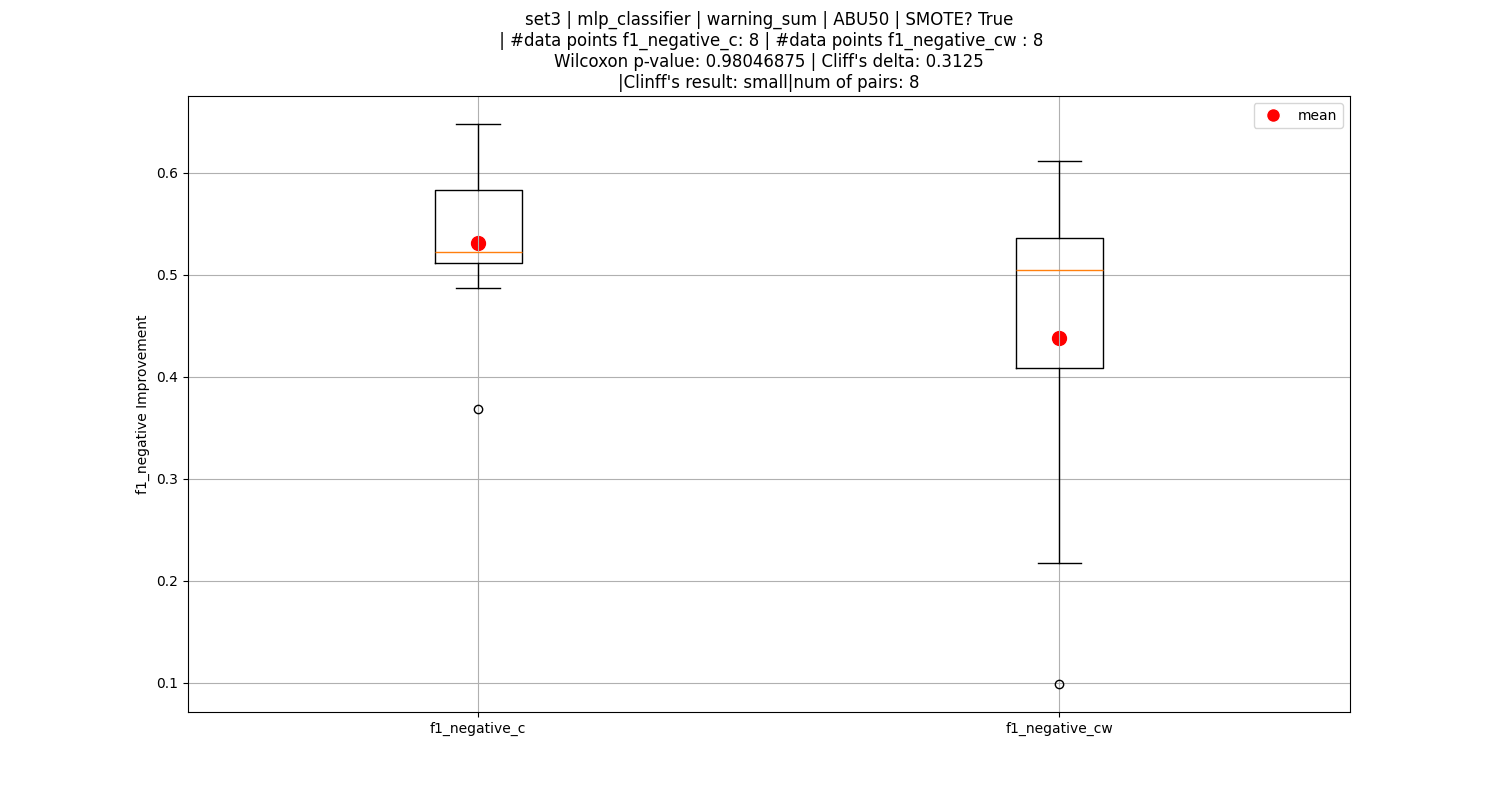 set3 | mlp_classifier | warning_sum | ABU50 | SMOTE? True
| #data points f1_negative_c: 8 | #data points f1_negative_cw : 8
Wilcoxon p-value: 0.98046875 | Cliff's delta: 0.3125
|Clinff's result: small|num of pairs: 8
mean
0.6
0.5
0.4
0.3
0.2
0.1
f1_negative Improvement
f1_negative_c
f1_negative_cw